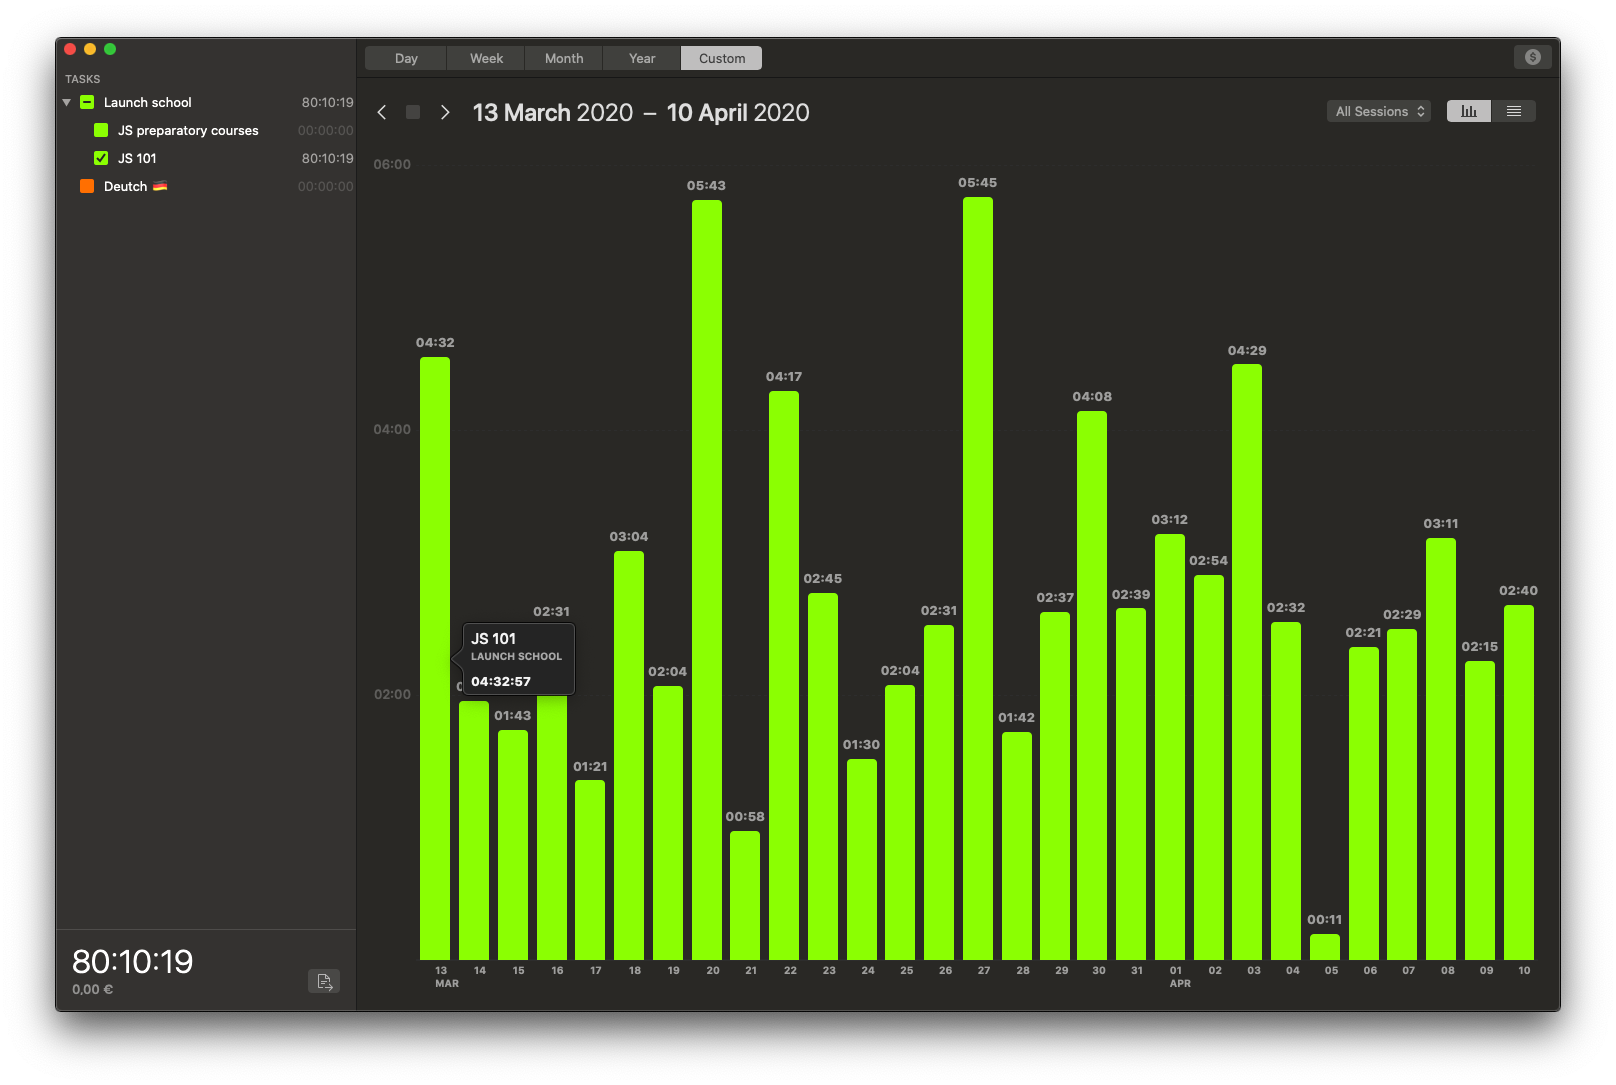 TASKS
Launch school 80:10:19
JS preparatory courses 00:00:00
JS 101 80:10:19
Deutch 🇩🇪 00:00:00
80:10:19
0,00 €
Day Week Month Year Custom
$
13 March 2020 – 10 April 2020
All Sessions
06:00
04:00
02:00
04:32
01:43
02:31
01:21
03:04
02:04
05:43
00:58
04:17
02:45
01:30
02:04
02:31
05:45
01:42
02:37
04:08
02:39
03:12
02:54
04:29
02:32
00:11
02:21
02:29
03:11
02:15
02:40
JS 101
LAUNCH SCHOOL
04:32:57
13 14 15 16 17 18 19 20 21 22 23 24 25 26 27 28 29 30 31 01 02 03 04 05 06 07 08 09 10
MAR APR